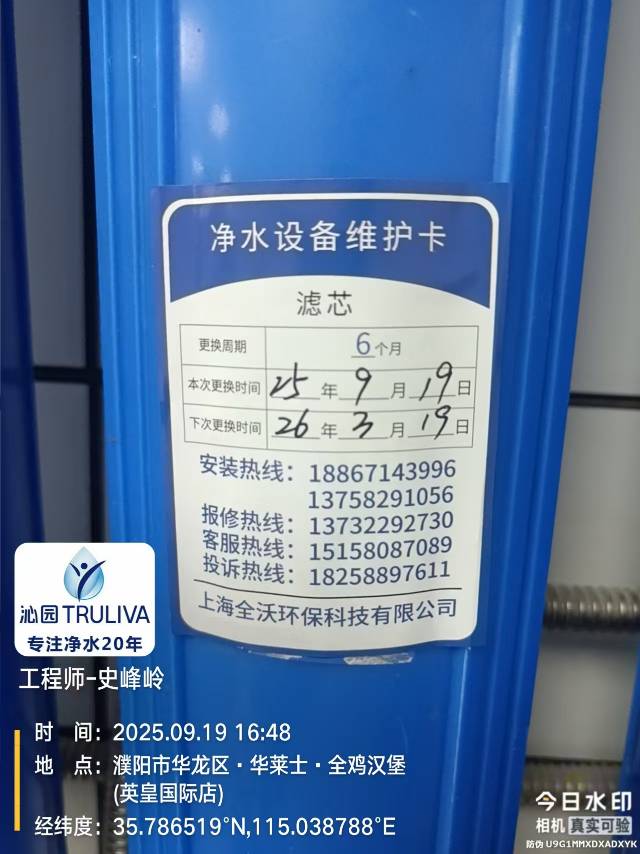 净水设备维护卡
滤芯
更换周期 6个月
本次更换时间 25年9月19日
下次更换时间 26年3月19日
安装热线：18867143996
13758291056
报修热线：13732292730
客服热线：15158087089
投诉热线：18258897611
上海全沃环保科技有限公司
沁园 TRULIVA
专注净水20年
工程师-史峰岭
时 间：2025.09.19 16:48
地 点：濮阳市华龙区·华莱士·全鸡汉堡
(英皇国际店)
经纬度：35.786519°N,115.038788°E
今日水印
相机 真实可验
防伪 U9G1MMXDXADXYK